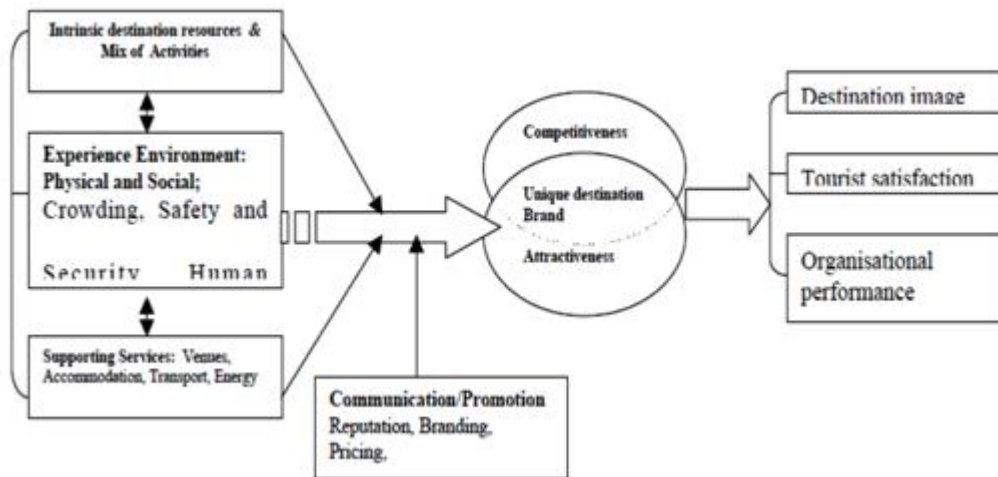 Intrinsic destination resources &
Mix of Activities
Experience Environment:
Physical and Social;
Crowding, Safety and
Security Human
Supporting Services: Venues,
Accommodation, Transport, Energy
Communication/Promotion
Reputation, Branding,
Pricing,
Competitiveness
Unique destination
Brand
Attractiveness
Destination image
Tourist satisfaction
Organisational
performance